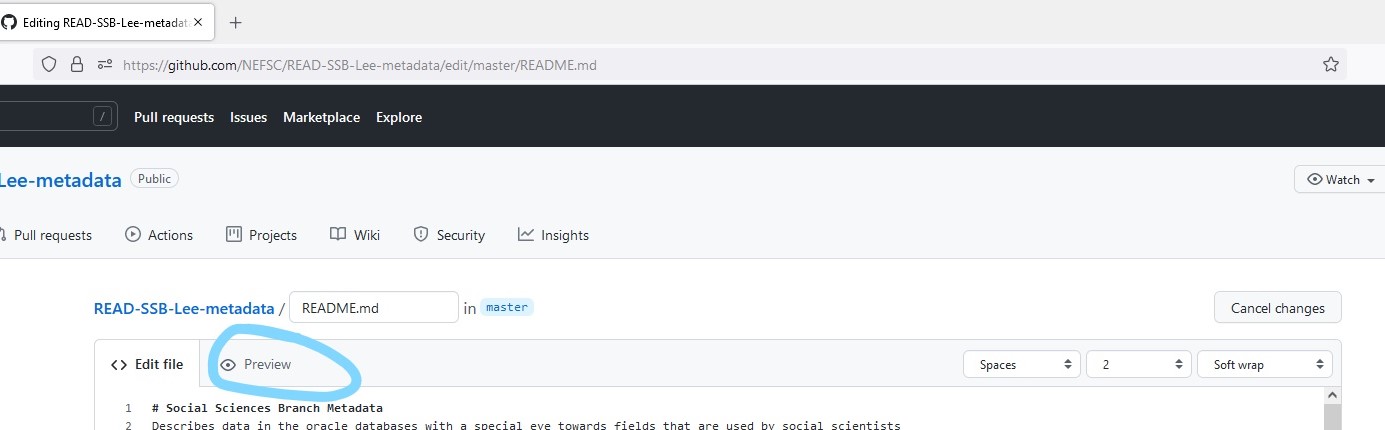 Editing READ-SSB-Lee-metadat
https://github.com/NEFSC/READ-SSB-Lee-metadata/edit/master/README.md
/ Pull requests Issues Marketplace Explore
Lee-metadata Public Watch
Pull requests Actions Projects Wiki Security Insights
READ-SSB-Lee-metadata / README.md in master Cancel changes
Edit file Preview Spaces 2 Soft wrap
1 # Social Sciences Branch Metadata
2 Describes data in the oracle databases with a special eye towards fields that are used by social scientists